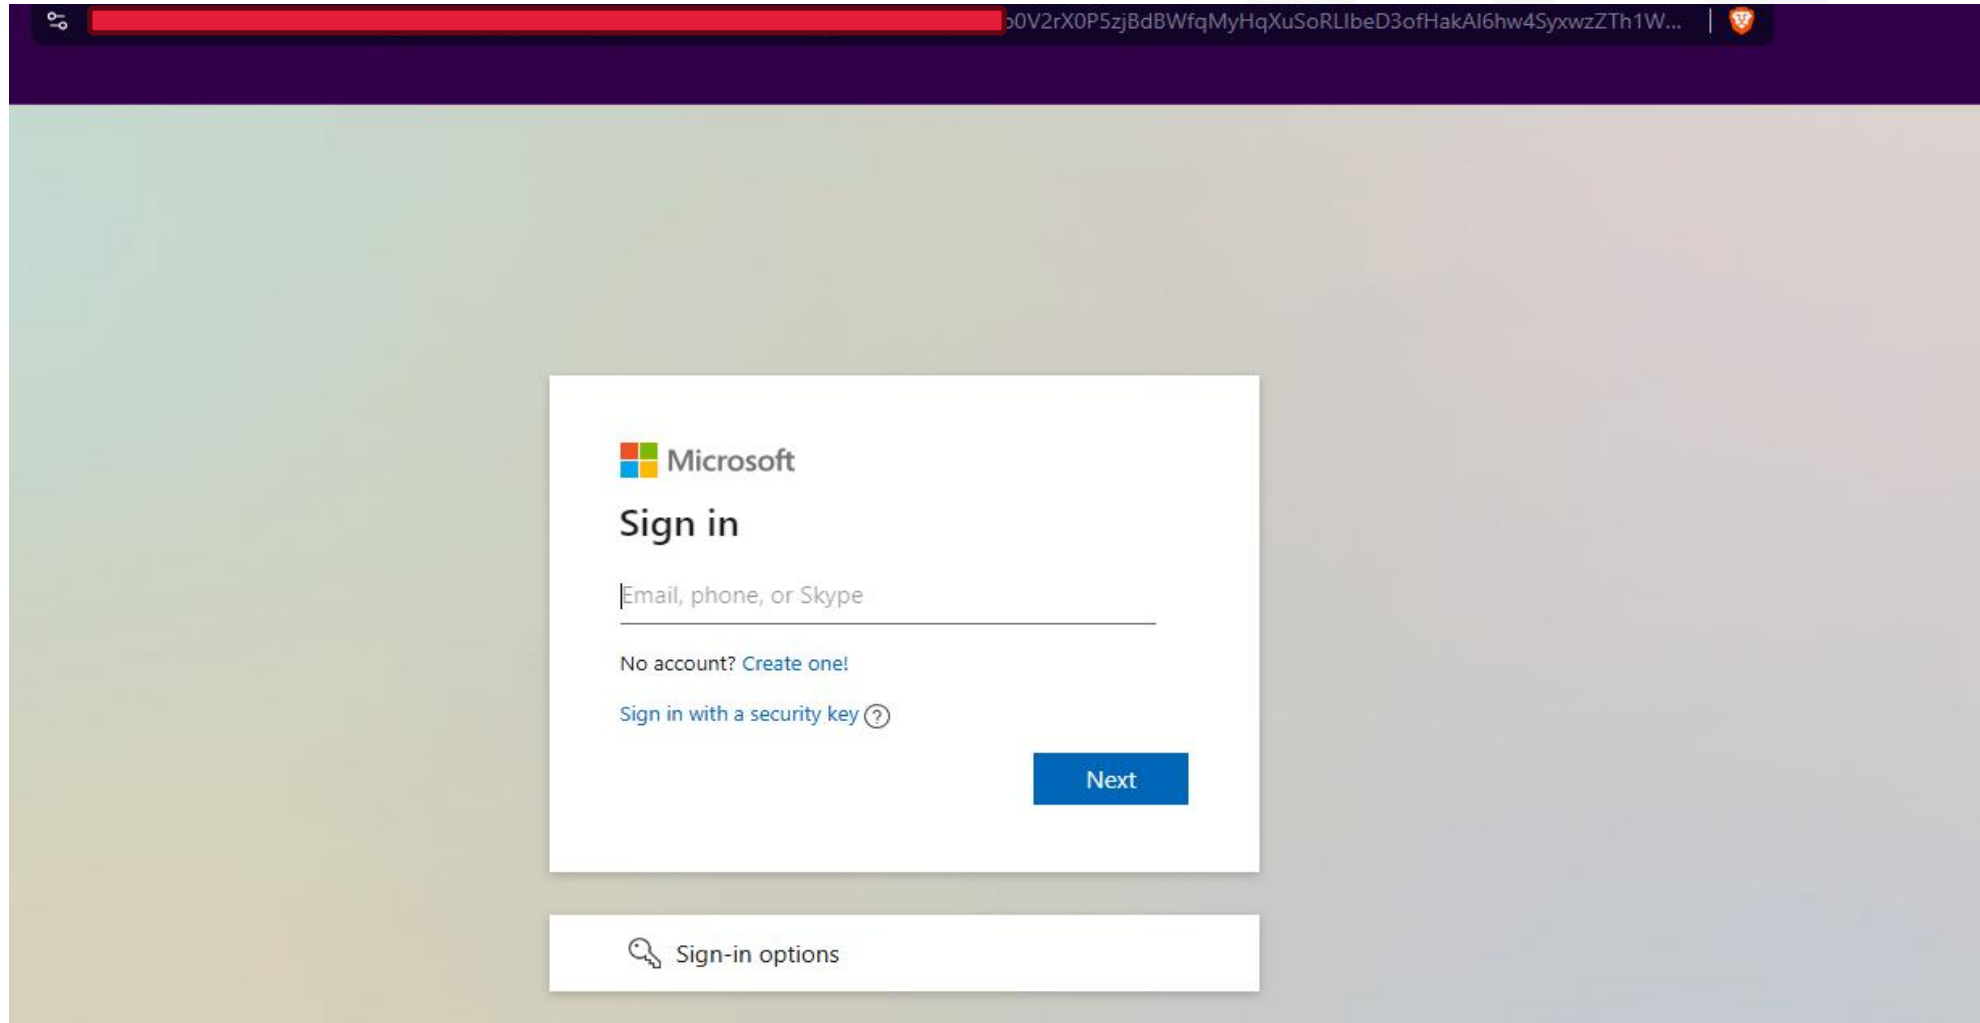 Microsoft
Sign in
Email, phone, or Skype
No account? Create one!
Sign in with a security key
Next
Sign-in options